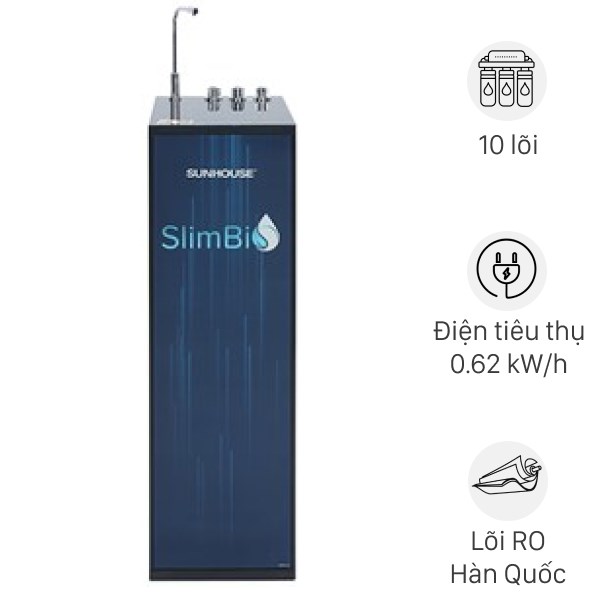 SUNHOUSE
SlimBio
10 lõi
Điện tiêu thụ
0.62 kW/h
Lõi RO
Hàn Quốc